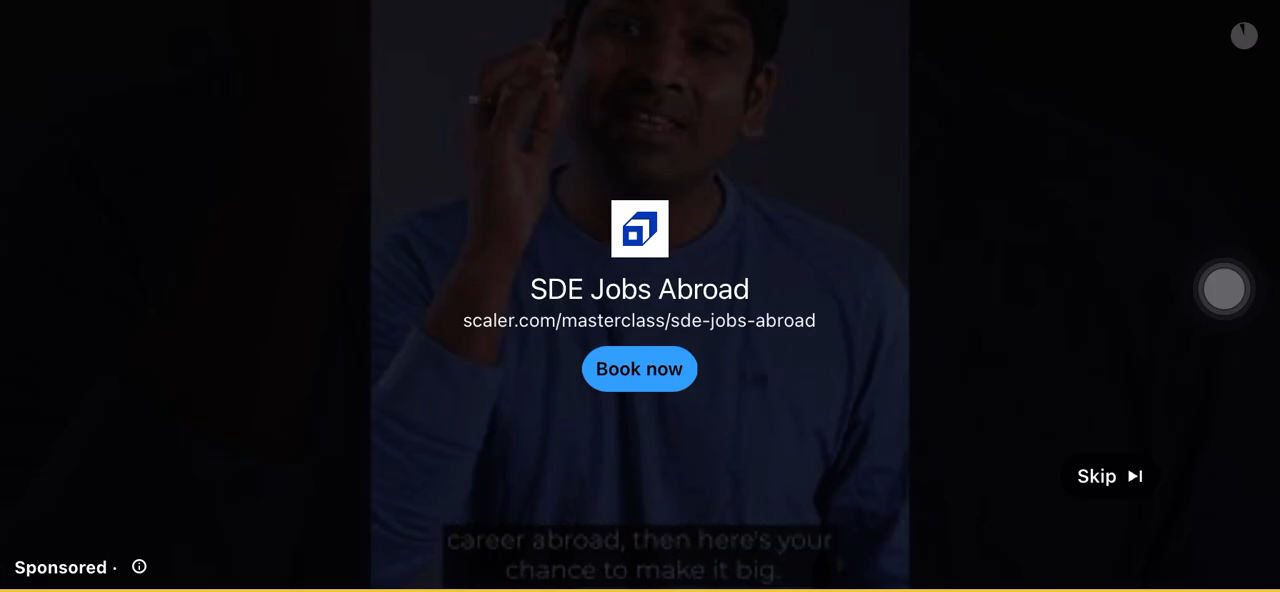 SDE Jobs Abroad
scaler.com/masterclass/sde-jobs-abroad
Book now
Skip
career abroad, then here's your
chance to make it big.
Sponsored ·